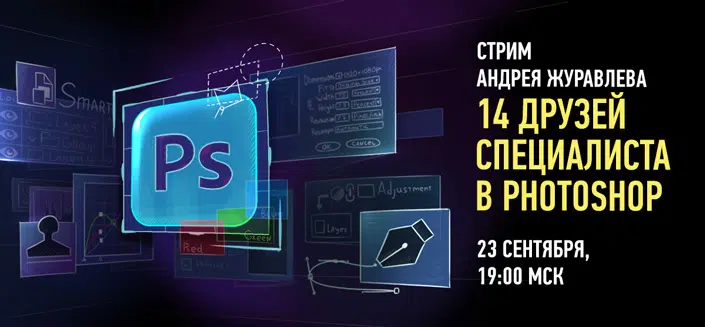 СТРИМ
АНДРЕЯ ЖУРАВЛЕВА
14 ДРУЗЕЙ
СПЕЦИАЛИСТА
В PHOTOSHOP
23 СЕНТЯБРЯ,
19:00 МСК
Ps
Smart
Adjustment
Layer
Red
Green
OK